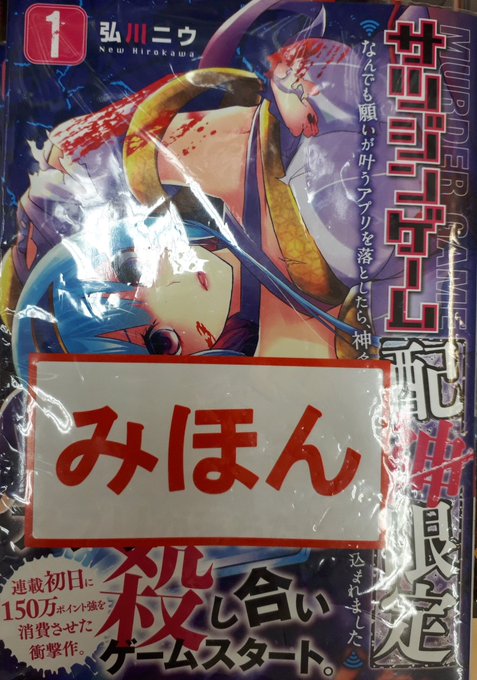 1
弘川ニウ
New Hirokawa
MURDER GAME
サツジンゲーム
配神限定
なんでも願いが叶うアプリを落としたら、神
込まれました
みほん
殺し合い
ゲームスタート。
連載初日に
150万ポイント強を
消費させた
衝撃作。